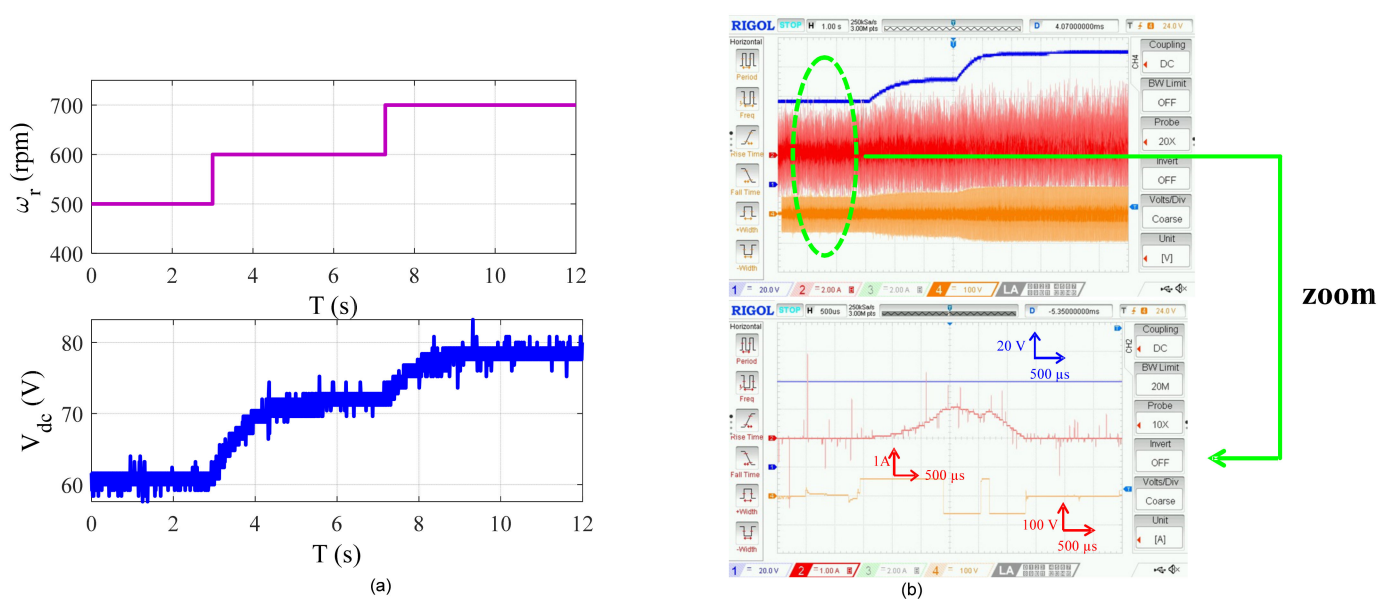 700
600
500
400
ωr (rpm)
0 2 4 6 8 10 12
T (s)
80
70
60
Vdc (V)
0 2 4 6 8 10 12
T (s)
(a)
RIGOL STOP H 1.00 s 250kSa/s 3.00M pts D 4.07000000ms T 4 24.0 V
Horizontal
Period
Freq
Rise Time
Fall Time
+Width
-Width
CH4
Coupling
DC
BW Limit
OFF
Probe
20X
Invert
OFF
Volts/Div
Coarse
Unit
[V]
1 = 20.0 V 2 = 2.00 A 3 = 2.00 A 4 = 100 V LA
zoom
RIGOL STOP H 500us 250kSa/s 3.00M pts D -5.35000000ms T 4 24.0 V
Horizontal
Period
Freq
Rise Time
Fall Time
+Width
-Width
20 V
500 µs
1A
500 µs
100 V
500 µs
CH2
Coupling
DC
BW Limit
20M
Probe
10X
Invert
OFF
Volts/Div
Coarse
Unit
[A]
1 = 20.0 V 2 = 1.00 A 3 = 2.00 A 4 = 100 V LA
(b)